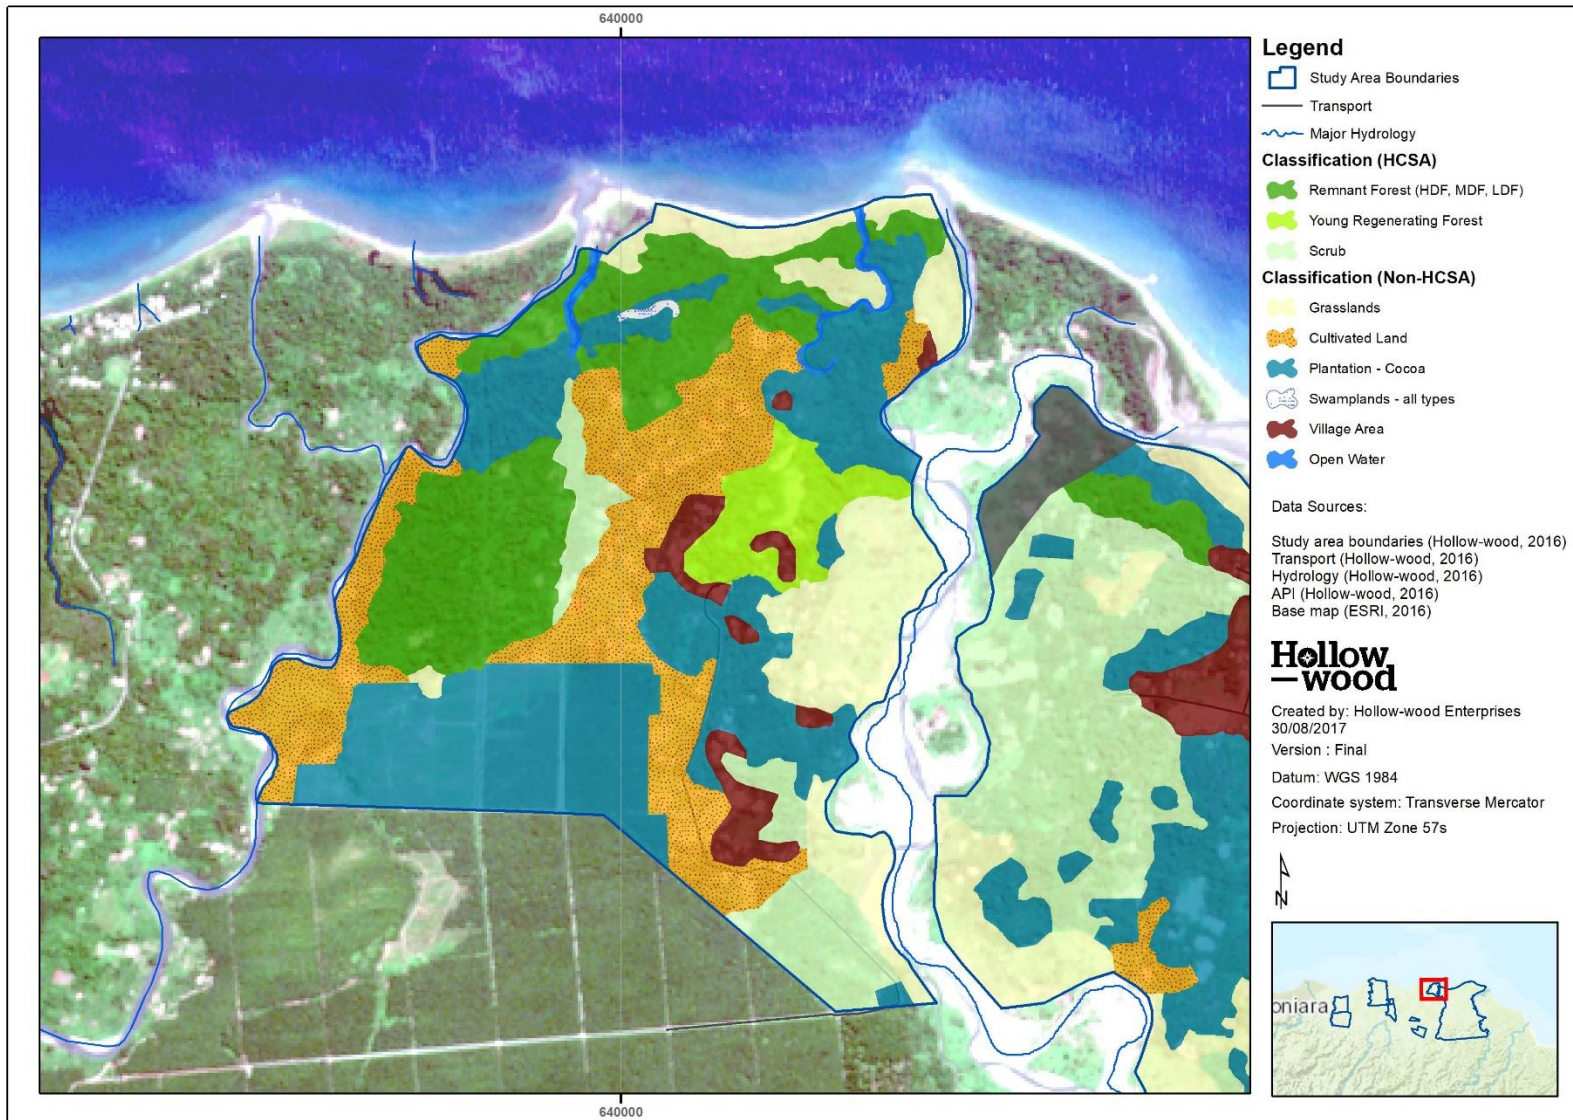 640000
Legend
Study Area Boundaries
Transport
Major Hydrology
Classification (HCSA)
Remnant Forest (HDF, MDF, LDF)
Young Regenerating Forest
Scrub
Classification (Non-HCSA)
Grasslands
Cultivated Land
Plantation - Cocoa
Swamplands - all types
Village Area
Open Water
Data Sources:
Study area boundaries (Hollow-wood, 2016)
Transport (Hollow-wood, 2016)
Hydrology (Hollow-wood, 2016)
API (Hollow-wood, 2016)
Base map (ESRI, 2016)
Hollow
—wood
Created by: Hollow-wood Enterprises
30/08/2017
Version : Final
Datum: WGS 1984
Coordinate system: Transverse Mercator
Projection: UTM Zone 57s
N
oniara
640000